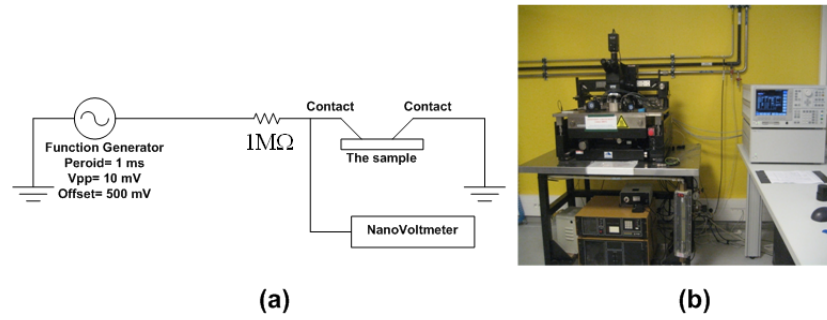 Function Generator
Peroid= 1 ms
Vpp= 10 mV
Offset= 500 mV
1MΩ
Contact
Contact
The sample
NanoVoltmeter
(a)
(b)